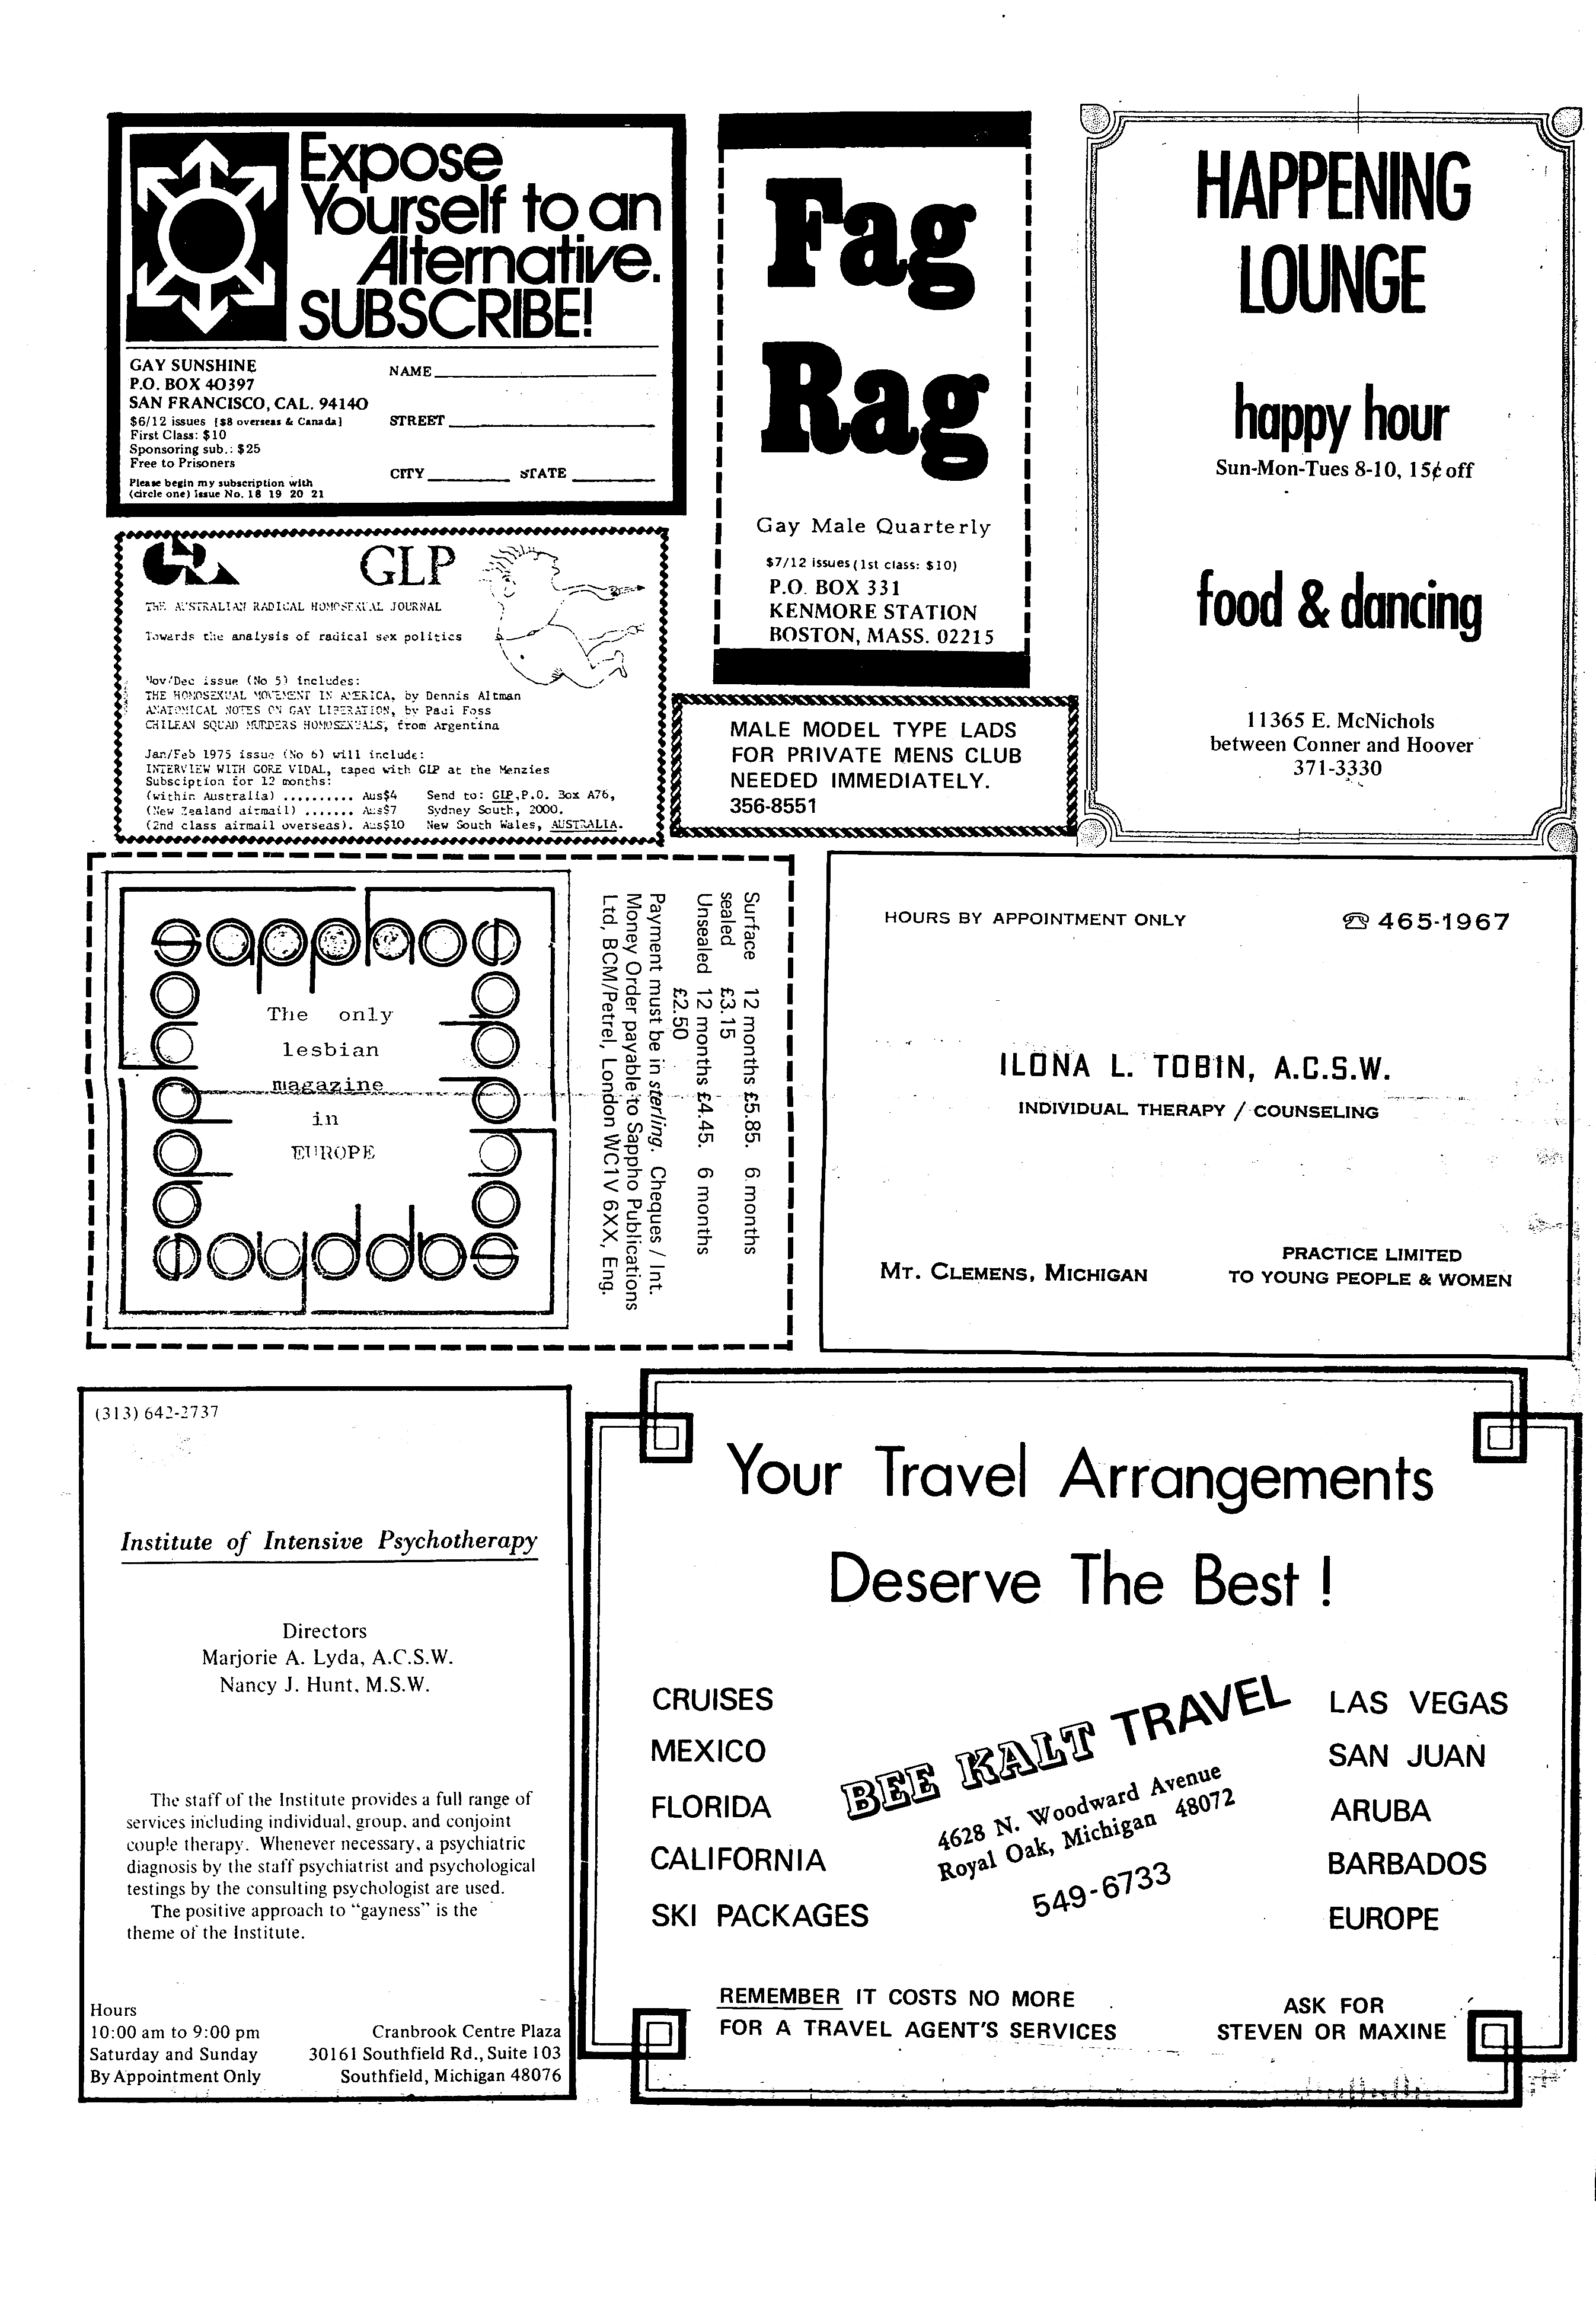 Expose
Yourself to an
Alternative.
SUBSCRIBE!
GAY SUNSHINE
P.O. BOX 40397
SAN FRANCISCO, CAL. 94140
$6/12 issues [$8 overseas & Canada]
First Class: $10
Sponsoring sub.: $25
Free to Prisoners
Please begin my subscription with
(circle one) issue No. 18 19 20 21
NAME
STREET
CITY STATE
Fag
Rag
Gay Male Quarterly
$7/12 issues (1st class: $10)
P.O. BOX 331
KENMORE STATION
BOSTON, MASS. 02215
HAPPENING
LOUNGE
happy hour
Sun-Mon-Tues 8-10, 15¢ off
food & dancing
11365 E. McNichols
between Conner and Hoover
371-3330
GLP
THE AUSTRALIAN RADICAL HOMOSEXUAL JOURNAL
Towards the analysis of radical sex politics
Nov/Dec issue (No 5) includes:
THE HOMOSEXUAL MOVEMENT IN AMERICA, by Dennis Altman
ANATOMICAL NOTES ON GAY LIBERATION, by Paul Foss
CHILEAN SQUAD MURDERS HOMOSEXUALS, from Argentina
Jan/Feb 1975 issue (No 6) will include:
INTERVIEW WITH GORE VIDAL, taped with GLP at the Menzies
Subsciption for 12 months:
(within Australia) .......... Aus$4 Send to: GLP, P.O. Box A76,
(New Zealand airmail) ....... Aus$7 Sydney South, 2000.
(2nd class airmail overseas). Aus$10 New South Wales, AUSTRALIA.
MALE MODEL TYPE LADS
FOR PRIVATE MENS CLUB
NEEDED IMMEDIATELY.
356-8551
sappho
sappho
The only
lesbian
magazine
in
EUROPE
Surface 12 months £5.85. 6 months
sealed £3.15
Unsealed 12 months £4.45. 6 months
£2.50
Payment must be in sterling. Cheques / Int.
Money Order payable to Sappho Publications
Ltd, BCM/Petrel, London WC1V 6XX, Eng.
HOURS BY APPOINTMENT ONLY ☎ 465-1967
ILONA L. TOBIN, A.C.S.W.
INDIVIDUAL THERAPY / COUNSELING
MT. CLEMENS, MICHIGAN
PRACTICE LIMITED
TO YOUNG PEOPLE & WOMEN
(313) 642-2737
Institute of Intensive Psychotherapy
Directors
Marjorie A. Lyda, A.C.S.W.
Nancy J. Hunt, M.S.W.
The staff of the Institute provides a full range of
services including individual, group, and conjoint
couple therapy. Whenever necessary, a psychiatric
diagnosis by the staff psychiatrist and psychological
testings by the consulting psychologist are used.
The positive approach to "gayness" is the
theme of the Institute.
Hours
10:00 am to 9:00 pm
Saturday and Sunday
By Appointment Only
Cranbrook Centre Plaza
30161 Southfield Rd., Suite 103
Southfield, Michigan 48076
Your Travel Arrangements
Deserve The Best !
CRUISES
MEXICO
FLORIDA
CALIFORNIA
SKI PACKAGES
BEE KALT TRAVEL
4628 N. Woodward Avenue
Royal Oak, Michigan 48072
549-6733
LAS VEGAS
SAN JUAN
ARUBA
BARBADOS
EUROPE
REMEMBER IT COSTS NO MORE
FOR A TRAVEL AGENT'S SERVICES
ASK FOR
STEVEN OR MAXINE